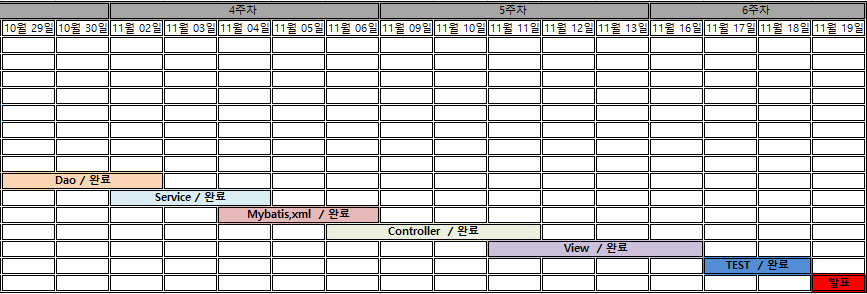 4주차 5주차 6주차
10월 29일 10월 30일 11월 02일 11월 03일 11월 04일 11월 05일 11월 06일 11월 09일 11월 10일 11월 11일 11월 12일 11월 13일 11월 16일 11월 17일 11월 18일 11월 19일
Dao / 완료
Service / 완료
Mybatis,xml / 완료
Controller / 완료
View / 완료
TEST / 완료
발표